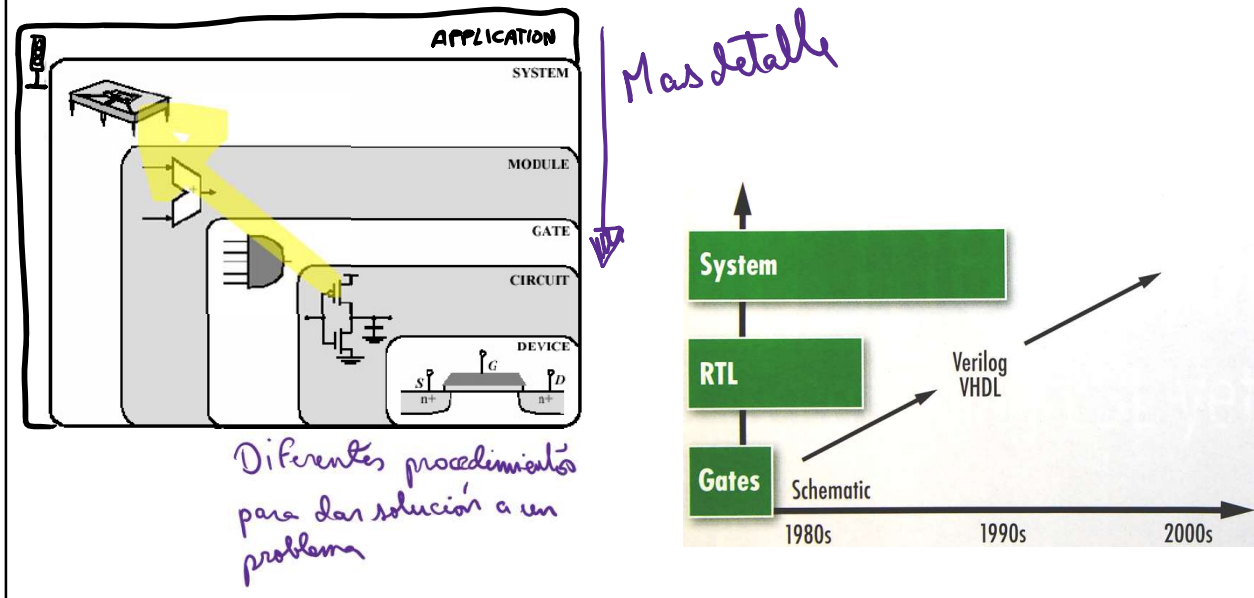 APPLICATION
SYSTEM
MODULE
GATE
CIRCUIT
DEVICE
S G D
n+ n+
Mas detalle
Diferentes procedimientos
para dar solución a un
problema
System
RTL
Verilog
VHDL
Gates
Schematic
1980s 1990s 2000s